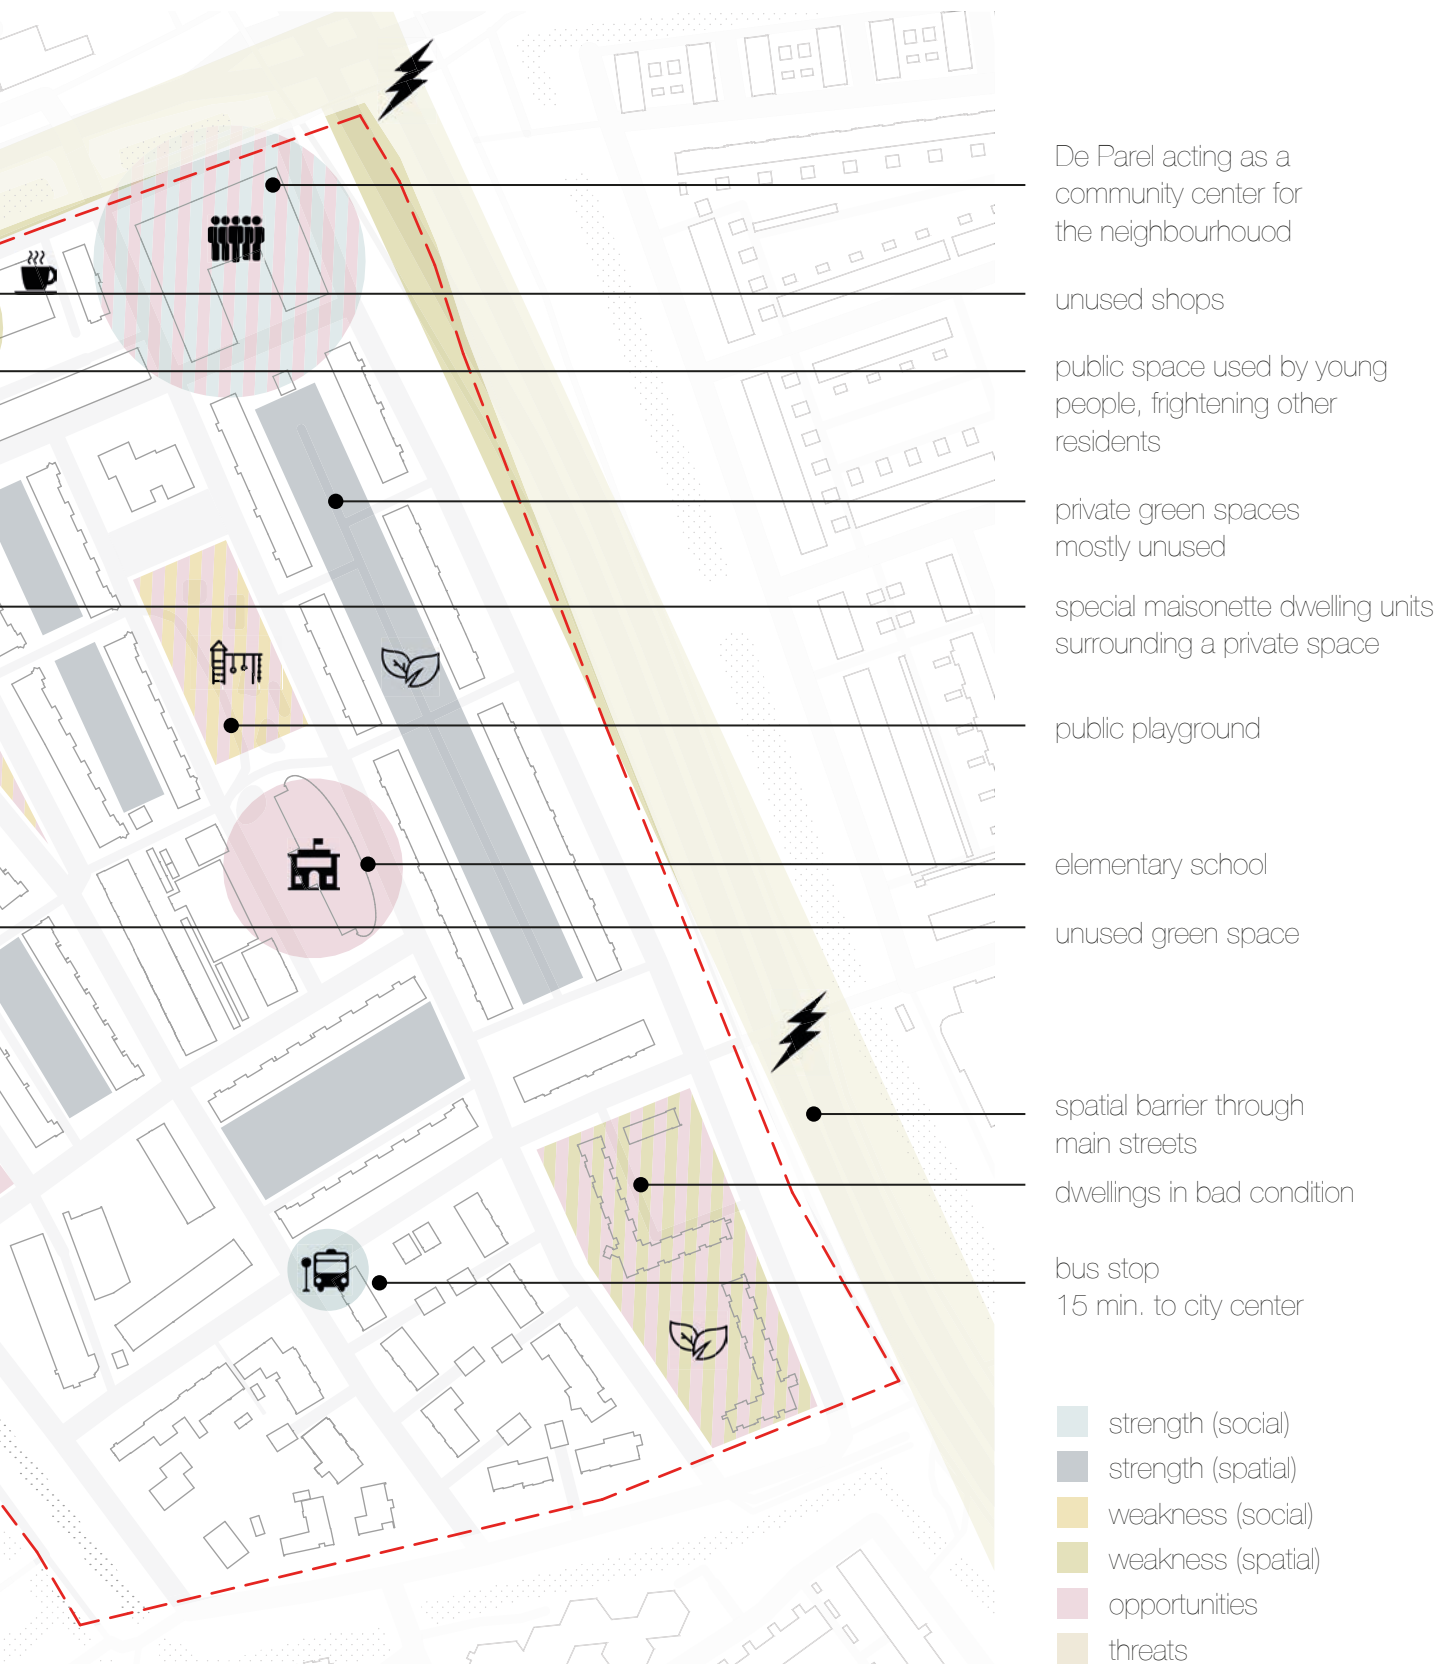 De Parel acting as a
community center for
the neighbourhouod
unused shops
public space used by young
people, frightening other
residents
private green spaces
mostly unused
special maisonette dwelling units
surrounding a private space
public playground
elementary school
unused green space
spatial barrier through
main streets
dwellings in bad condition
bus stop
15 min. to city center
strength (social)
strength (spatial)
weakness (social)
weakness (spatial)
opportunities
threats